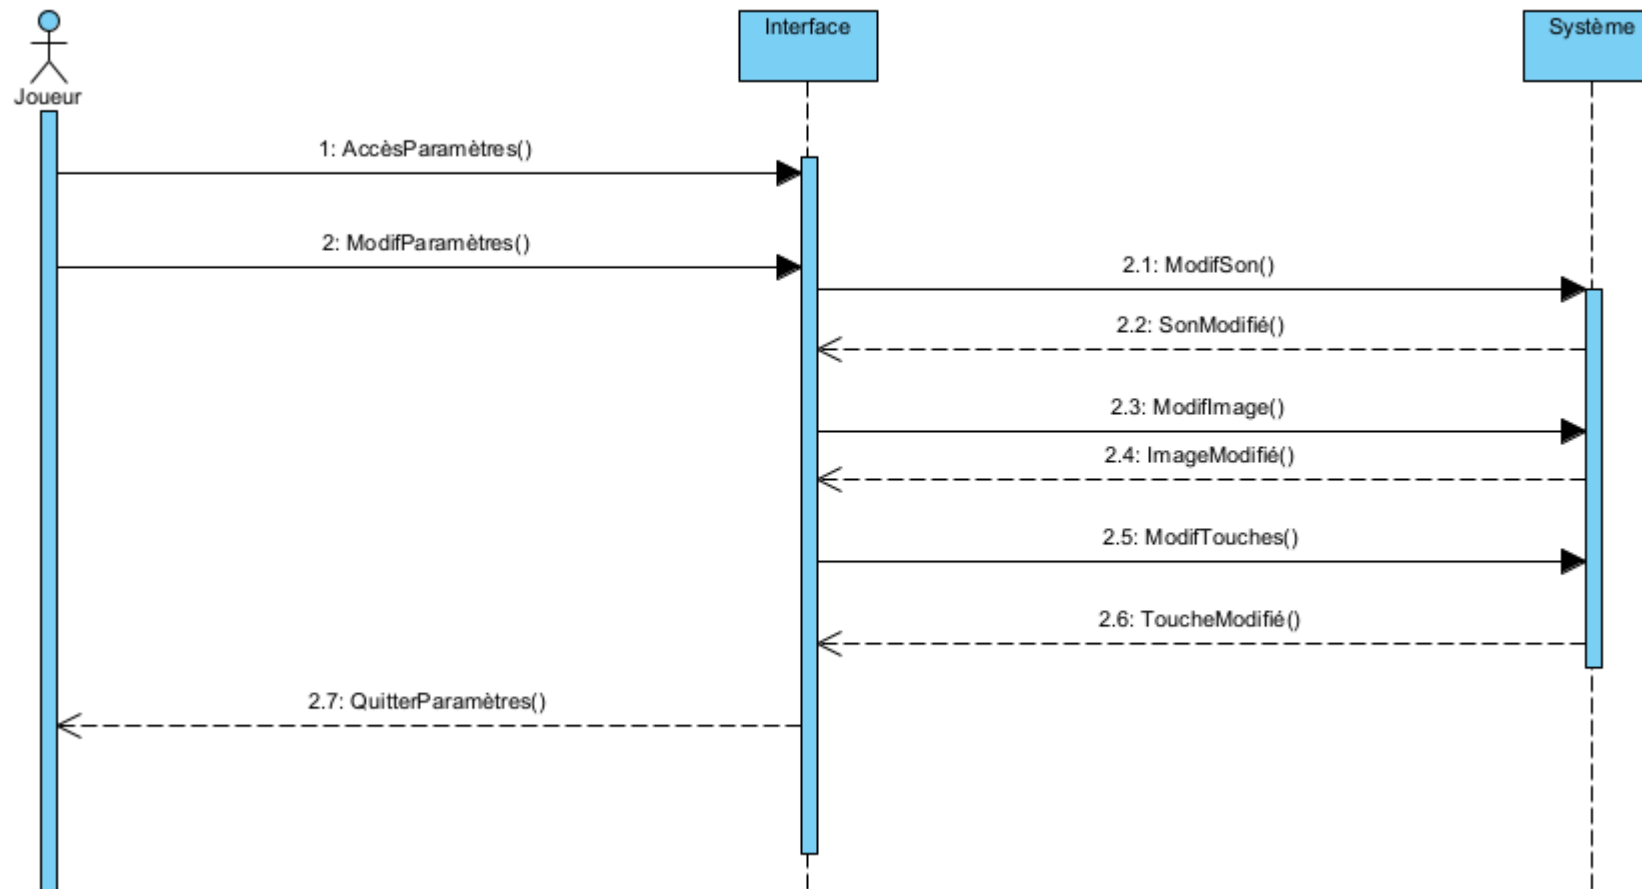 Interface
Système
Joueur
1: AccèsParamètres()
2: ModifParamètres()
2.1: ModifSon()
2.2: SonModifié()
2.3: ModifImage()
2.4: ImageModifié()
2.5: ModifTouches()
2.6: ToucheModifié()
2.7: QuitterParamètres()